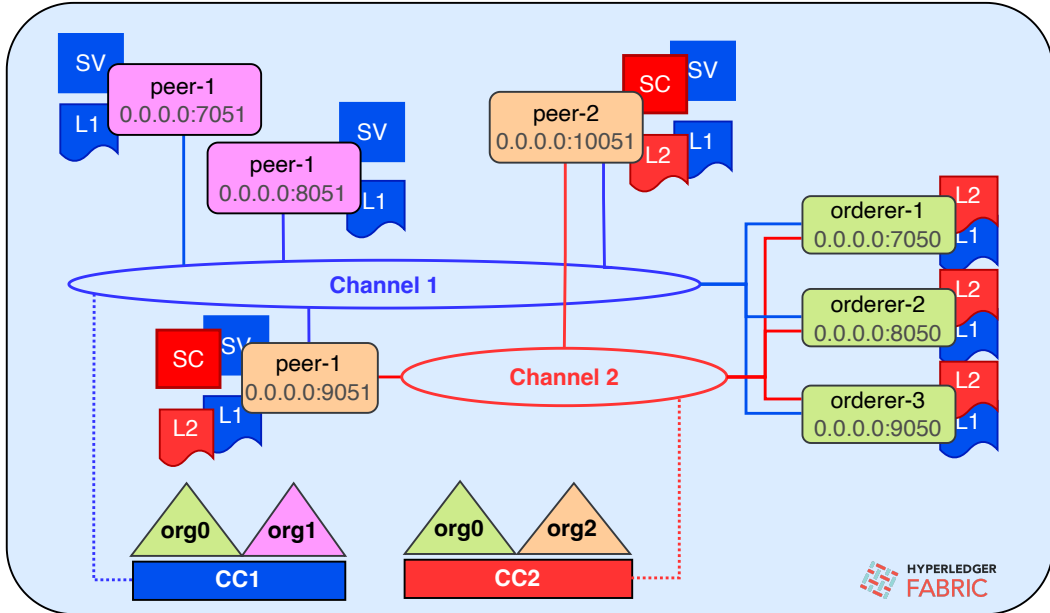 SV
peer-1
0.0.0.0:7051
L1
SV
peer-1
0.0.0.0:8051
L1
SC
SV
peer-2
0.0.0.0:10051
L2
L1
L2
orderer-1
0.0.0.0:7050
L1
Channel 1
L2
orderer-2
0.0.0.0:8050
L1
SC
SV
peer-1
0.0.0.0:9051
L2
L1
Channel 2
L2
orderer-3
0.0.0.0:9050
L1
org0
org1
CC1
org0
org2
CC2
HYPERLEDGER
FABRIC